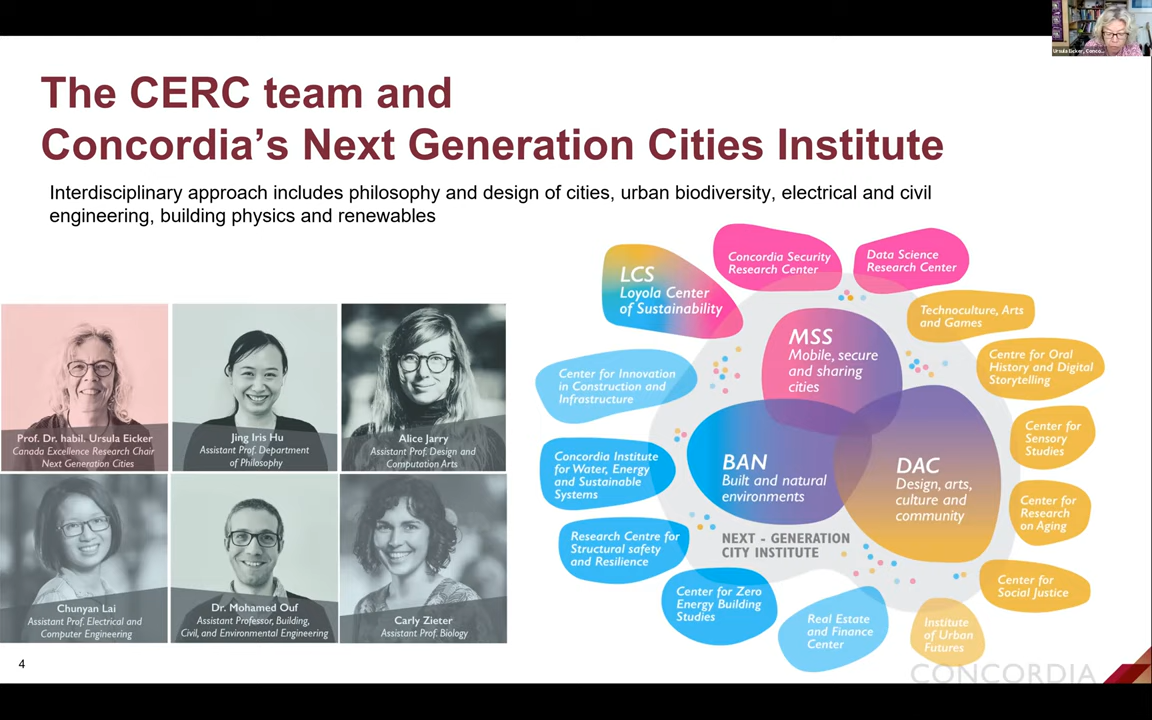 Ursula Eicker, Conco...
The CERC team and
Concordia's Next Generation Cities Institute
Interdisciplinary approach includes philosophy and design of cities, urban biodiversity, electrical and civil
engineering, building physics and renewables
Prof. Dr. habil. Ursula Eicker
Canada Excellence Research Chair
Next Generation Cities
Jing Iris Hu
Assistant Prof. Department
of Philosophy
Alice Jarry
Assistant Prof. Design and
Computation Arts
Chunyan Lai
Assistant Prof. Electrical and
Computer Engineering
Dr. Mohamed Ouf
Assistant Professor, Building,
Civil, and Environmental Engineering
Carly Zieter
Assistant Prof. Biology
LCS
Loyola Center
of Sustainability
Concordia Security
Research Center
Data Science
Research Center
Technoculture, Arts
and Games
MSS
Mobile, secure
and sharing
cities
Centre for Oral
History and Digital
Storytelling
Center for Innovation
in Construction and
Infrastructure
Center for
Sensory
Studies
Concordia Institute
for Water, Energy
and Sustainable
Systems
BAN
Built and natural
environments
DAC
Design, arts,
culture and
community
Center for
Research
on Aging
Research Centre for
Structural safety
and Resilience
NEXT - GENERATION
CITY INSTITUTE
Center for
Social Justice
Center for Zero
Energy Building
Studies
Real Estate
and Finance
Center
Institute
of Urban
Futures
4
CONCORDIA